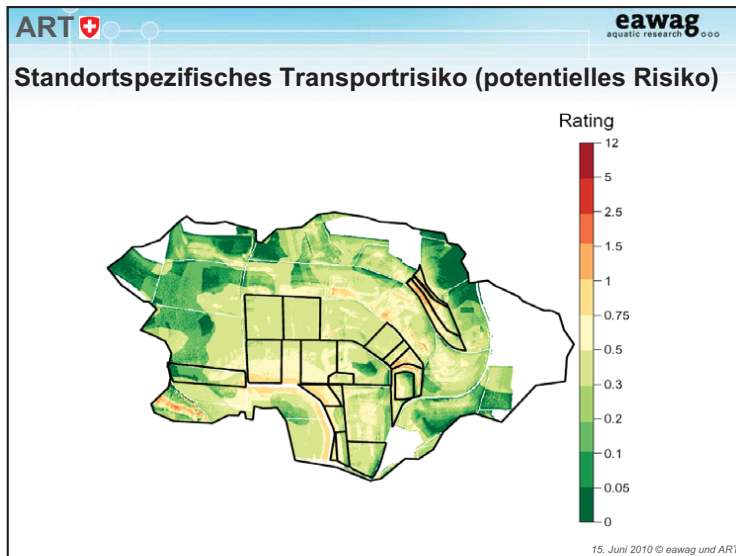 ART
eawag
aquatic research
Standortspezifisches Transportrisiko (potentielles Risiko)
Rating
12
5
2.5
1.5
1
0.75
0.5
0.3
0.2
0.1
0.05
0
15. Juni 2010 © eawag und ART